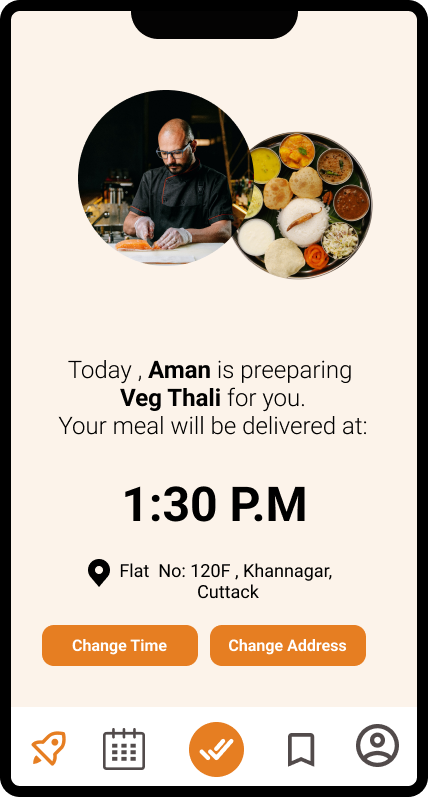 Today , Aman is preeparing
Veg Thali for you.
Your meal will be delivered at:
1:30 P.M
Flat No: 120F , Khannagar,
Cuttack
Change Time
Change Address